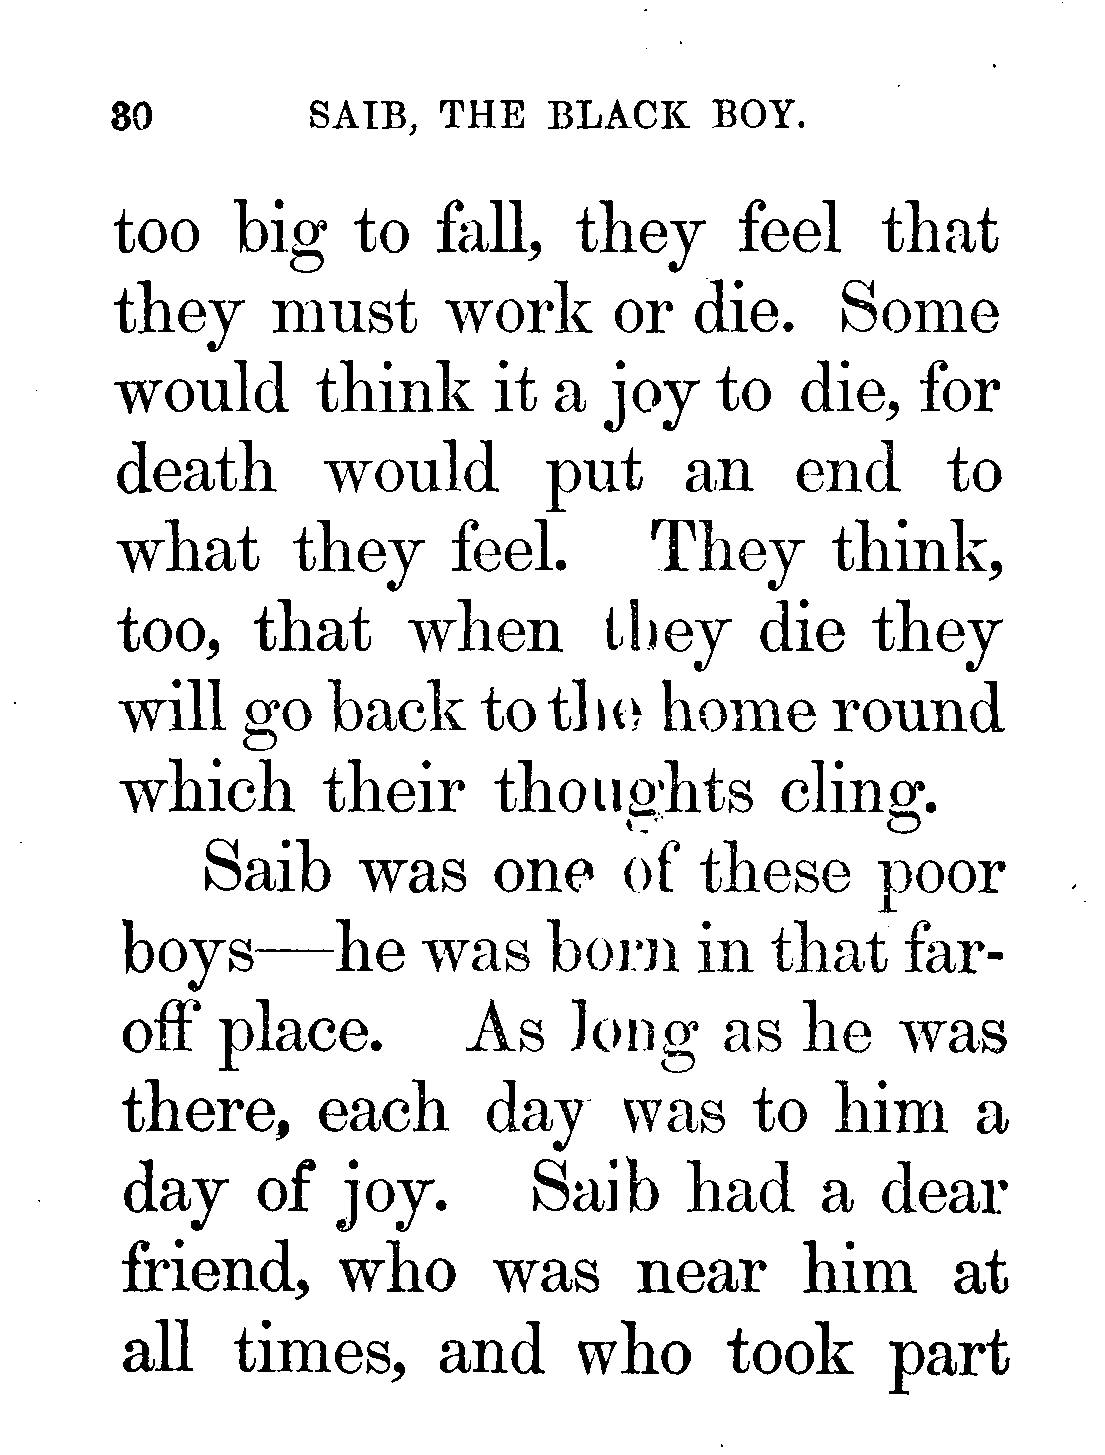 30 SAIB, THE BLACK BOY.
too big to fall, they feel that
they must work or die. Some
would think it a joy to die, for
death would put an end to
what they feel. They think,
too, that when they die they
will go back to the home round
which their thoughts cling.
Saib was one of these poor
boys—he was born in that far-
off place. As long as he was
there, each day was to him a
day of joy. Saib had a dear
friend, who was near him at
all times, and who took part